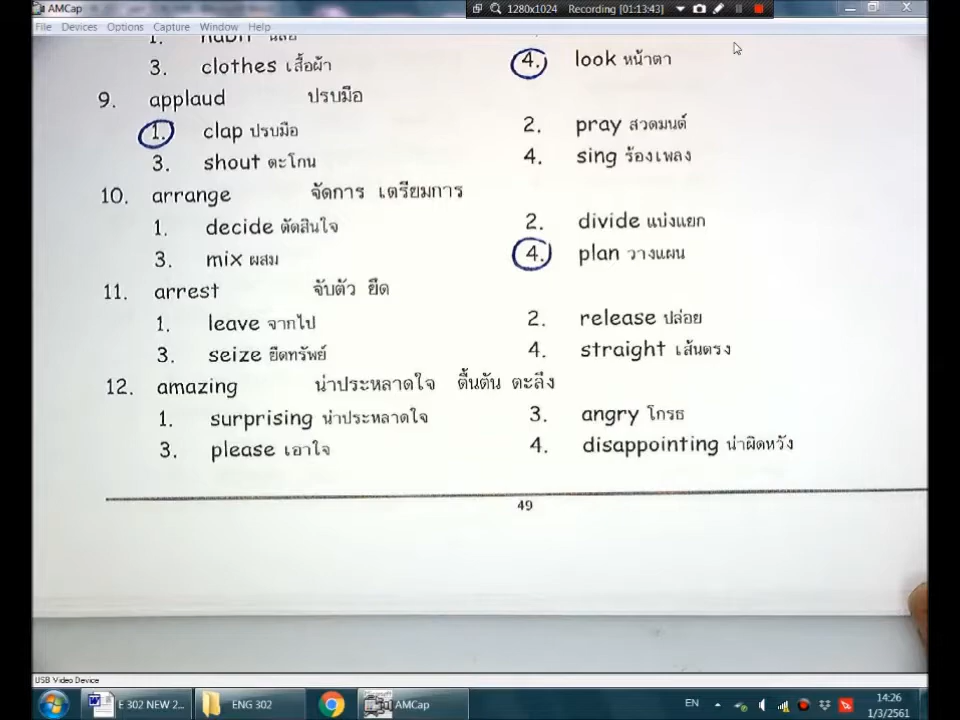 AMCap
1280x1024 Recording [01:13:43]
File Devices Options Capture Window Help
1. habit นิสัย
3. clothes เสื้อผ้า 4. look หน้าตา
9. applaud ปรบมือ
1. clap ปรบมือ 2. pray สวดมนต์
3. shout ตะโกน 4. sing ร้องเพลง
10. arrange จัดการ เตรียมการ
1. decide ตัดสินใจ 2. divide แบ่งแยก
3. mix ผสม 4. plan วางแผน
11. arrest จับตัว ยึด
1. leave จากไป 2. release ปล่อย
3. seize ยึดทรัพย์ 4. straight เส้นตรง
12. amazing น่าประหลาดใจ ตื้นตัน ตะลึง
1. surprising น่าประหลาดใจ 3. angry โกรธ
3. please เอาใจ 4. disappointing น่าผิดหวัง
49
USB Video Device
E 302 NEW 2... ENG 302 AMCap EN 14:26
1/3/2561